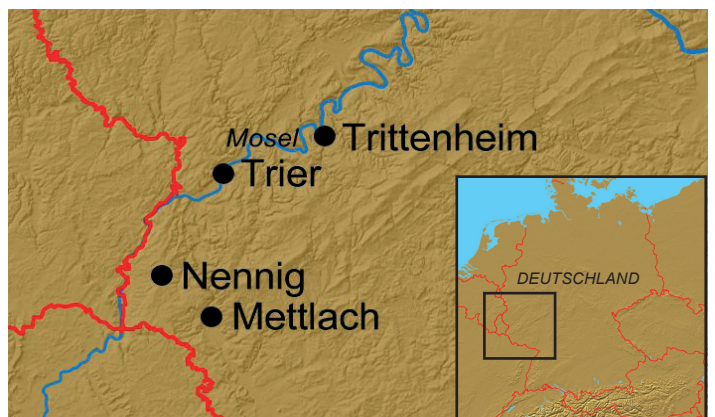 Mosel
Trittenheim
Trier
Nennig
DEUTSCHLAND
Mettlach